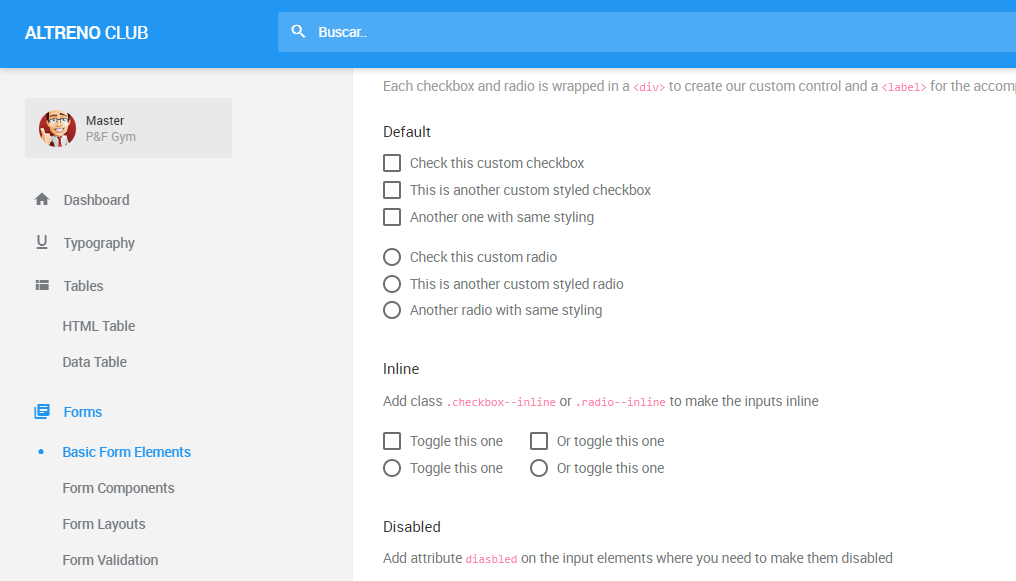 ALTRENO CLUB
Buscar..
Master
P&F Gym
Dashboard
Typography
Tables
HTML Table
Data Table
Forms
Basic Form Elements
Form Components
Form Layouts
Form Validation
Each checkbox and radio is wrapped in a <div> to create our custom control and a <label> for the accom
Default
Check this custom checkbox
This is another custom styled checkbox
Another one with same styling
Check this custom radio
This is another custom styled radio
Another radio with same styling
Inline
Add class .checkbox--inline or .radio--inline to make the inputs inline
Toggle this one Or toggle this one
Toggle this one Or toggle this one
Disabled
Add attribute diasbled on the input elements where you need to make them disabled